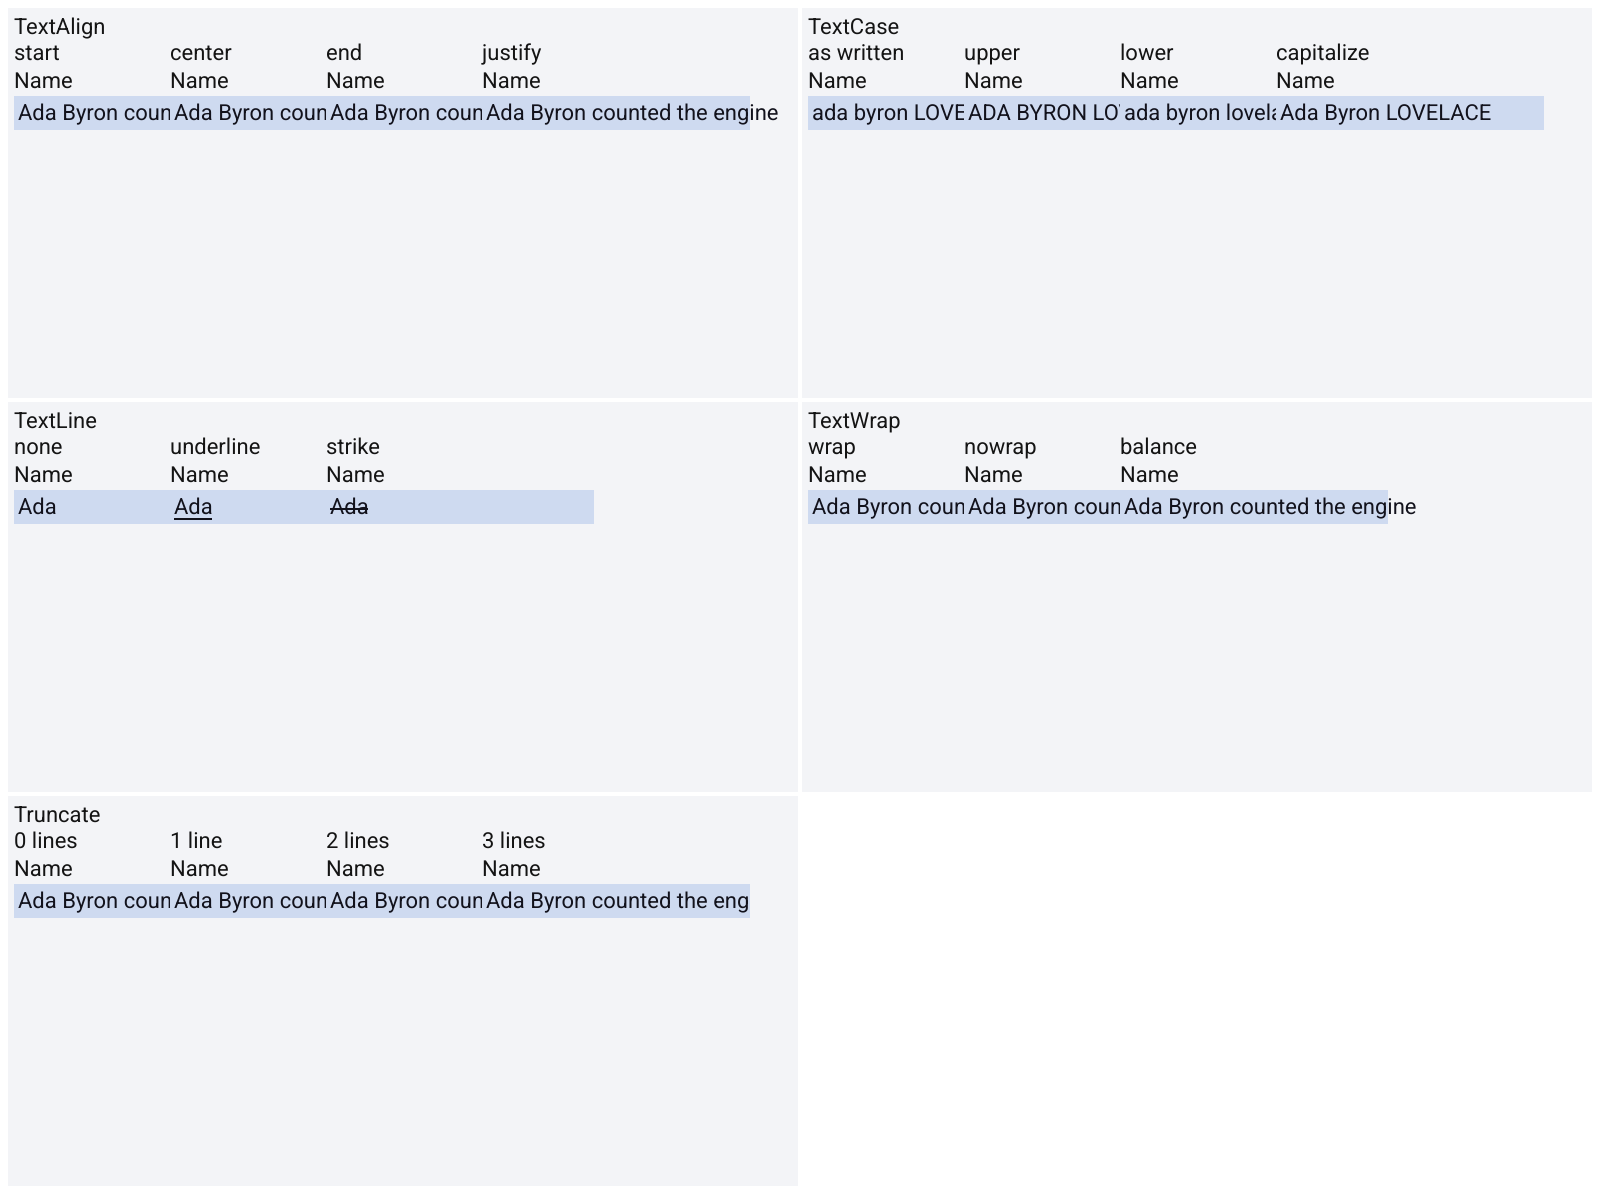 TextAlign
start center end justify
Name Name Name Name
Ada Byron coun Ada Byron coun Ada Byron coun Ada Byron counted the engine
TextCase
as written upper lower capitalize
Name Name Name Name
ada byron LOVE ADA BYRON LO ada byron lovel Ada Byron LOVELACE
TextLine
none underline strike
Name Name Name
Ada Ada Ada
TextWrap
wrap nowrap balance
Name Name Name
Ada Byron coun Ada Byron coun Ada Byron counted the engine
Truncate
0 lines 1 line 2 lines 3 lines
Name Name Name Name
Ada Byron coun Ada Byron coun Ada Byron coun Ada Byron counted the eng